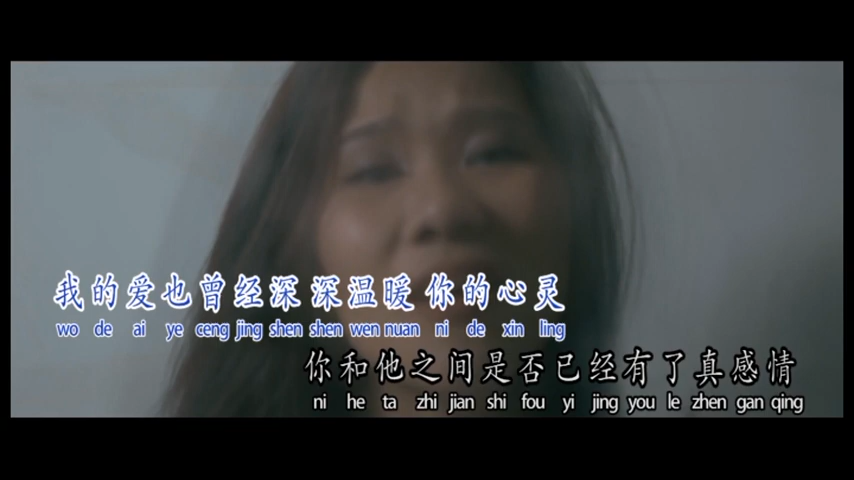 我的爱也曾经深深温暖你的心灵
wo de ai ye ceng jing shen shen wen nuan ni de xin ling
你和他之间是否已经有了真感情
ni he ta zhi jian shi fou yi jing you le zhen gan qing